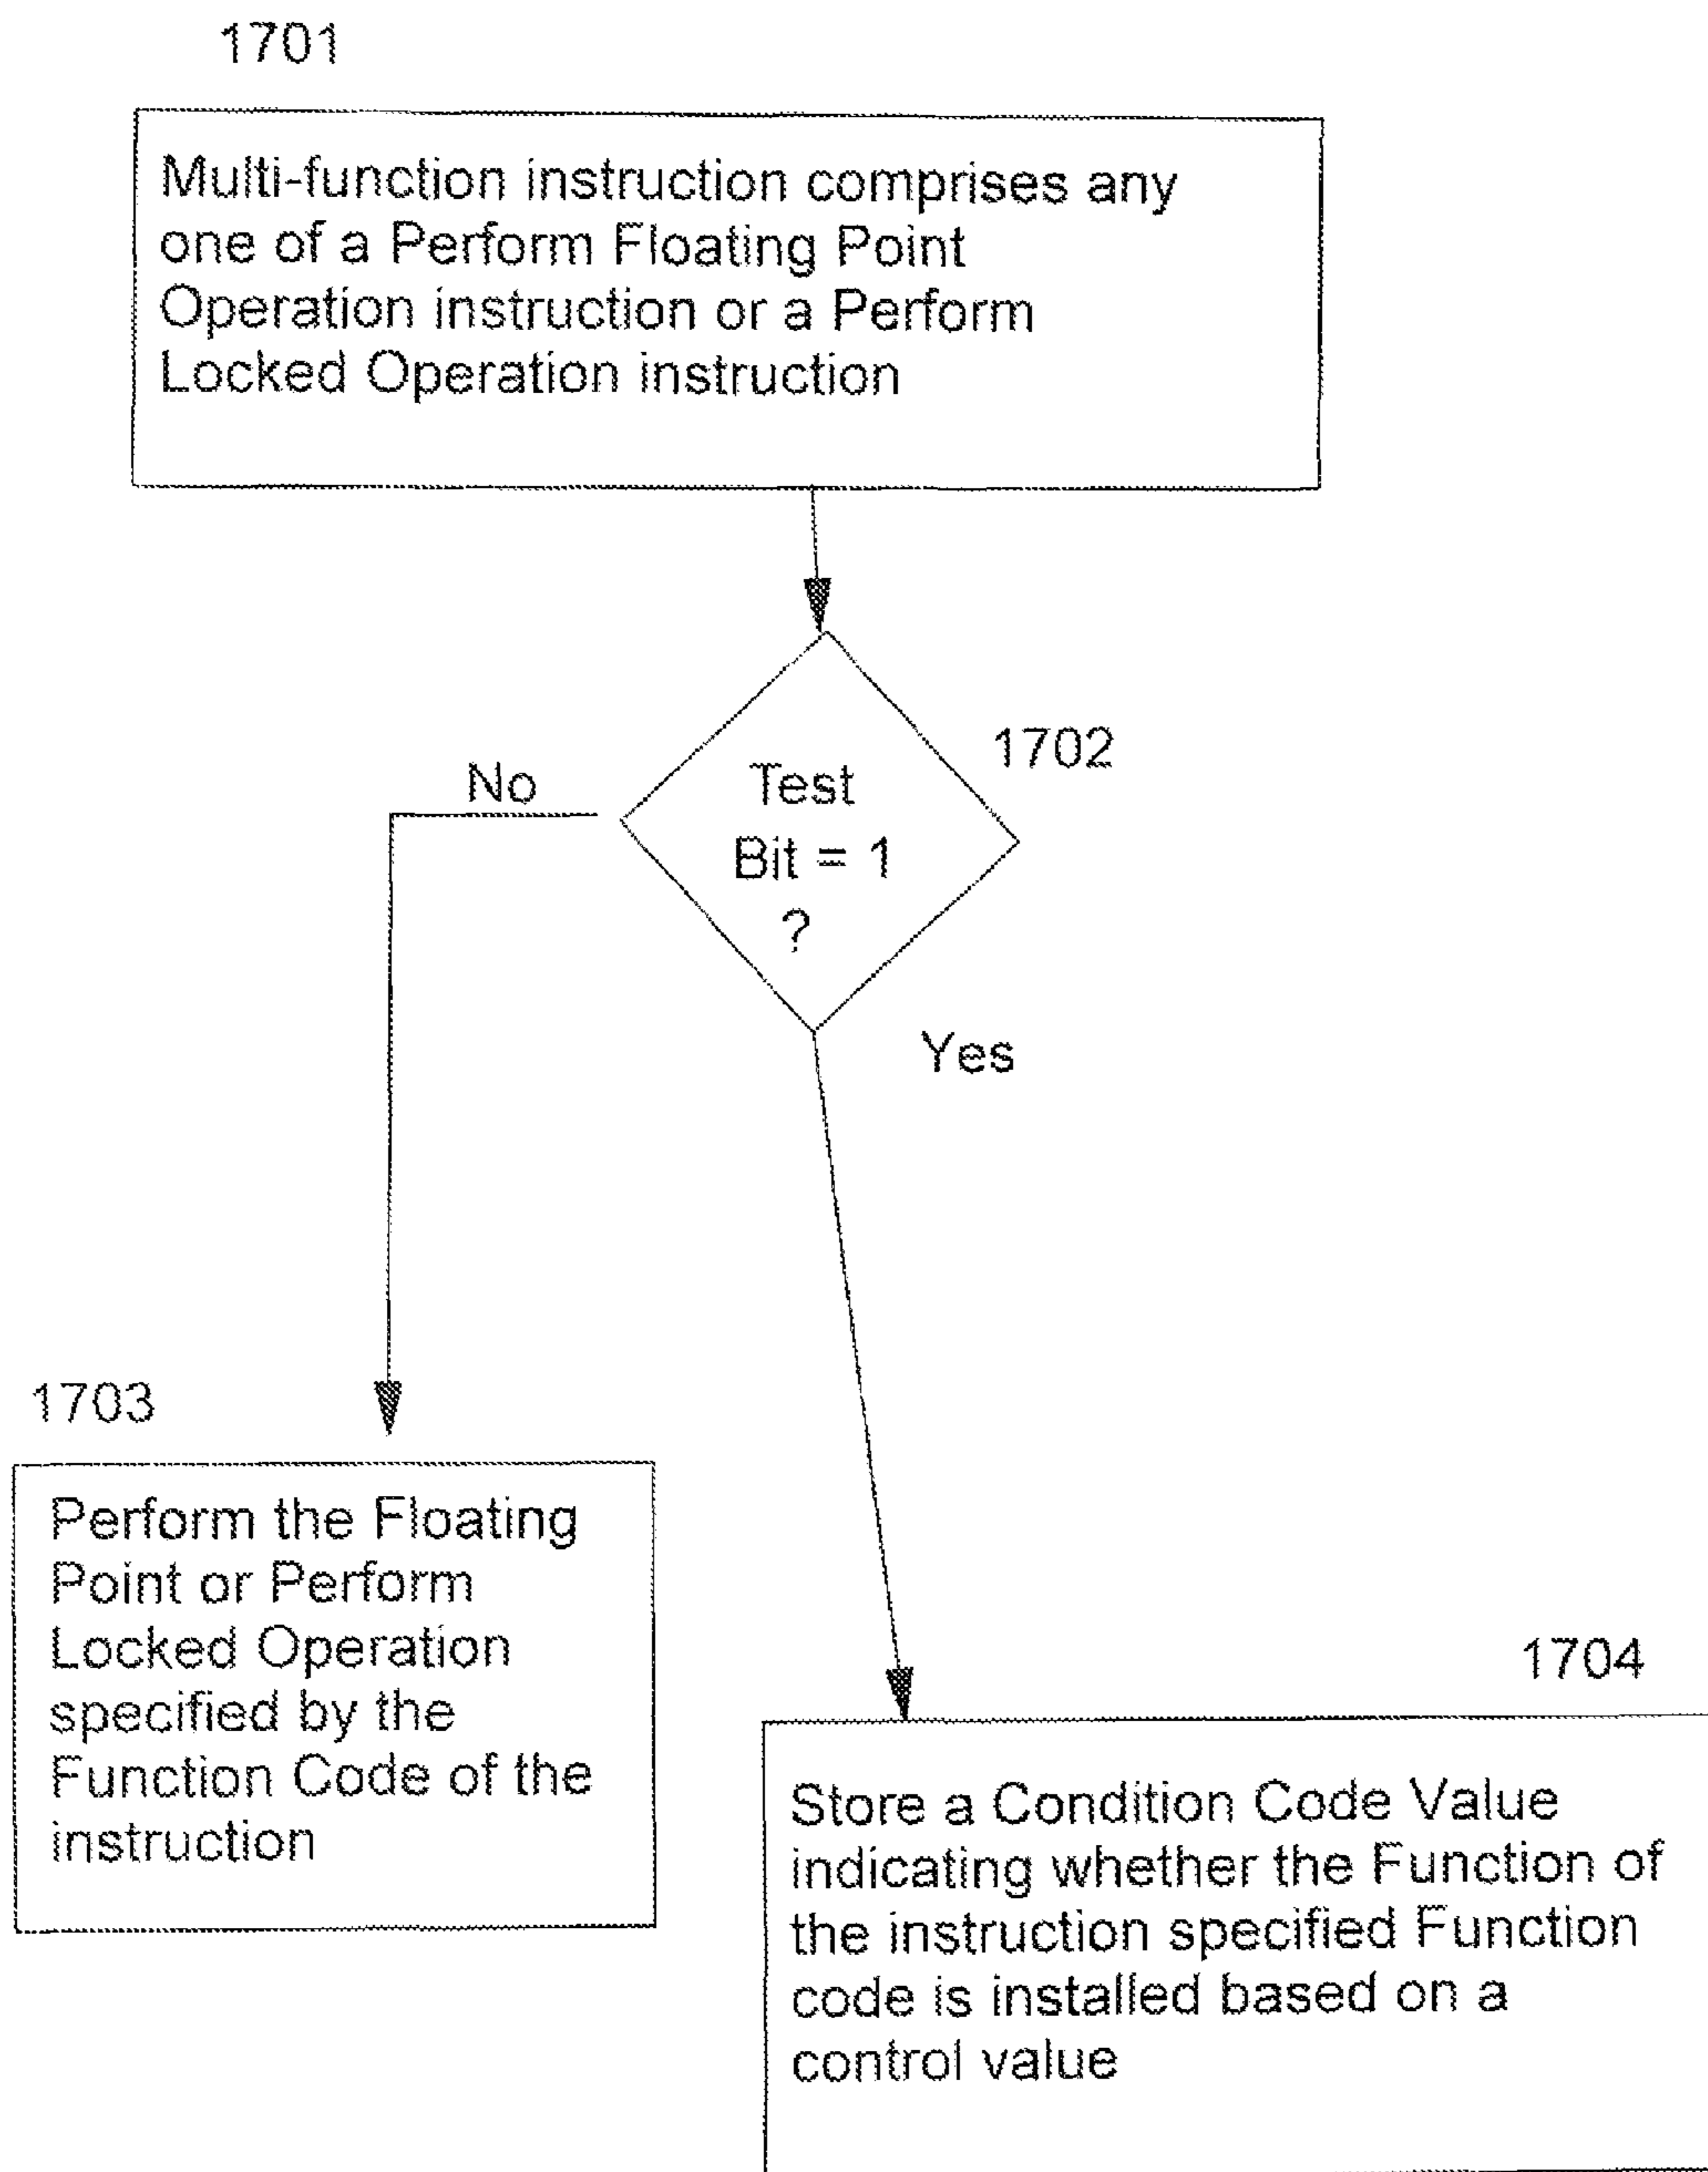 1701
Multi-function instruction comprises any
one of a Perform Floating Point
Operation instruction or a Perform
Locked Operation instruction
1702
No
Test
Bit = 1
?
Yes
1703
Perform the Floating
Point or Perform
Locked Operation
specified by the
Function Code of the
instruction
1704
Store a Condition Code Value
indicating whether the Function of
the instruction specified Function
code is installed based on a
control value